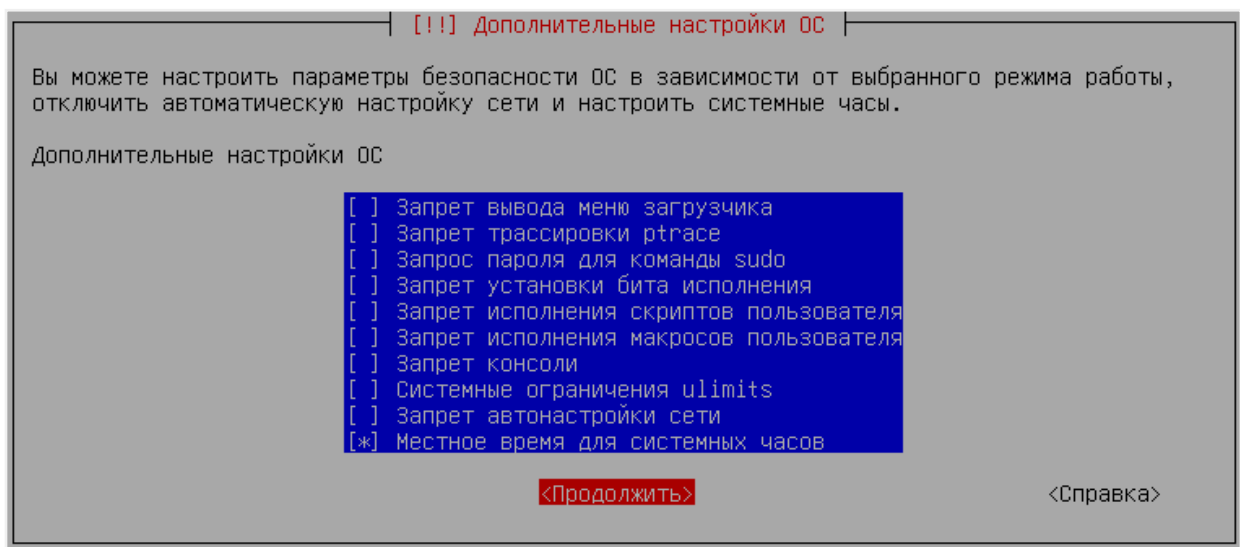 [!!] Дополнительные настройки ОС
Вы можете настроить параметры безопасности ОС в зависимости от выбранного режима работы,
отключить автоматическую настройку сети и настроить системные часы.
Дополнительные настройки ОС
[ ] Запрет вывода меню загрузчика
[ ] Запрет трассировки ptrace
[ ] Запрос пароля для команды sudo
[ ] Запрет установки бита исполнения
[ ] Запрет исполнения скриптов пользователя
[ ] Запрет исполнения макросов пользователя
[ ] Запрет консоли
[ ] Системные ограничения ulimits
[ ] Запрет автонастройки сети
[*] Местное время для системных часов
<Продолжить> <Справка>